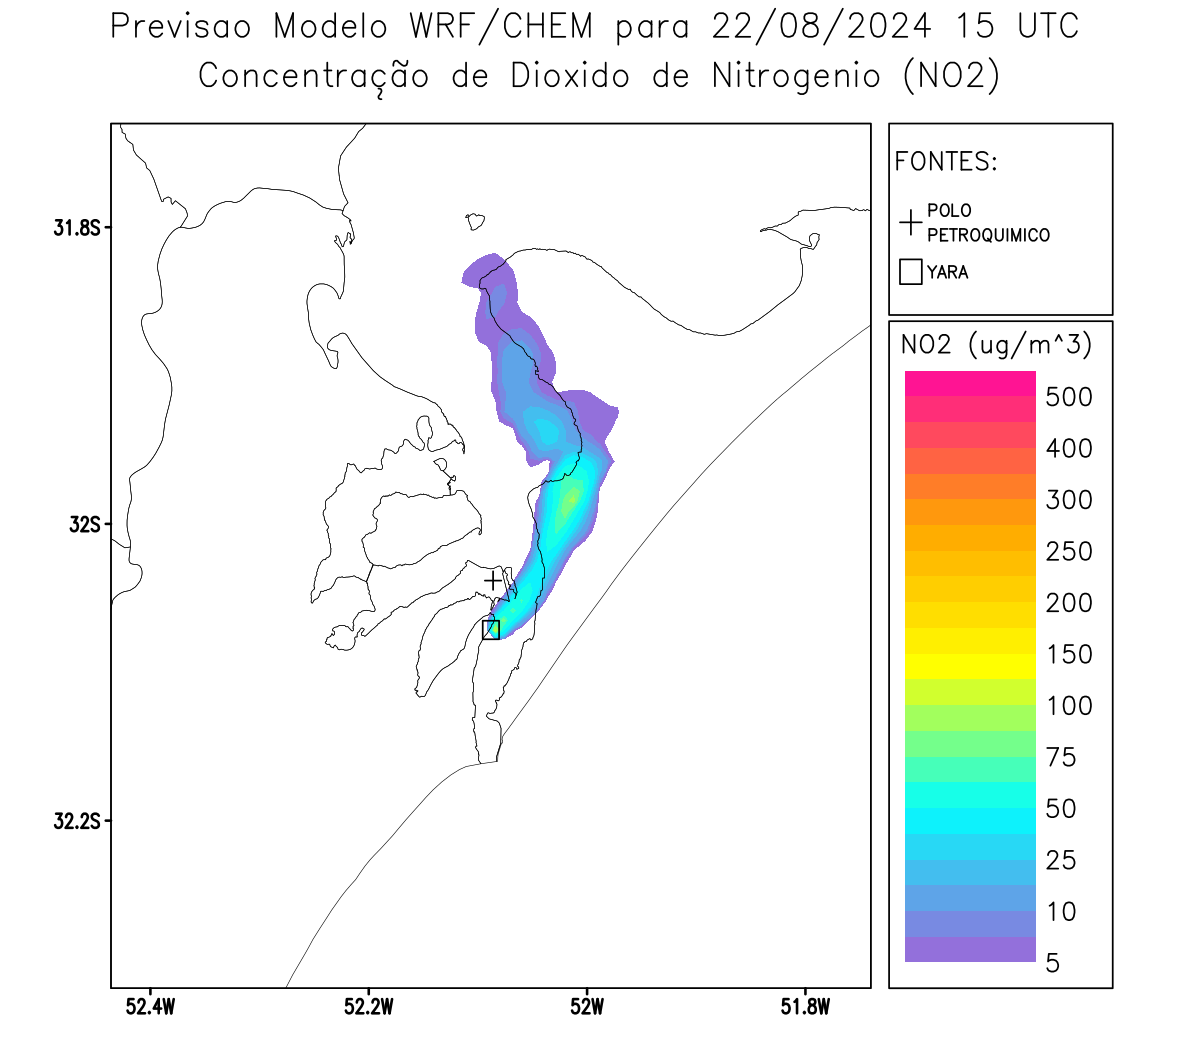 Previsao Modelo WRF/CHEM para 22/08/2024 15 UTC
Concentração de Dioxido de Nitrogenio (NO2)
FONTES:
POLO
PETROQUIMICO
YARA
NO2 (ug/m^3)
500
400
300
250
200
150
100
75
50
25
10
5
31.8S
32S
32.2S
52.4W
52.2W
52W
51.8W